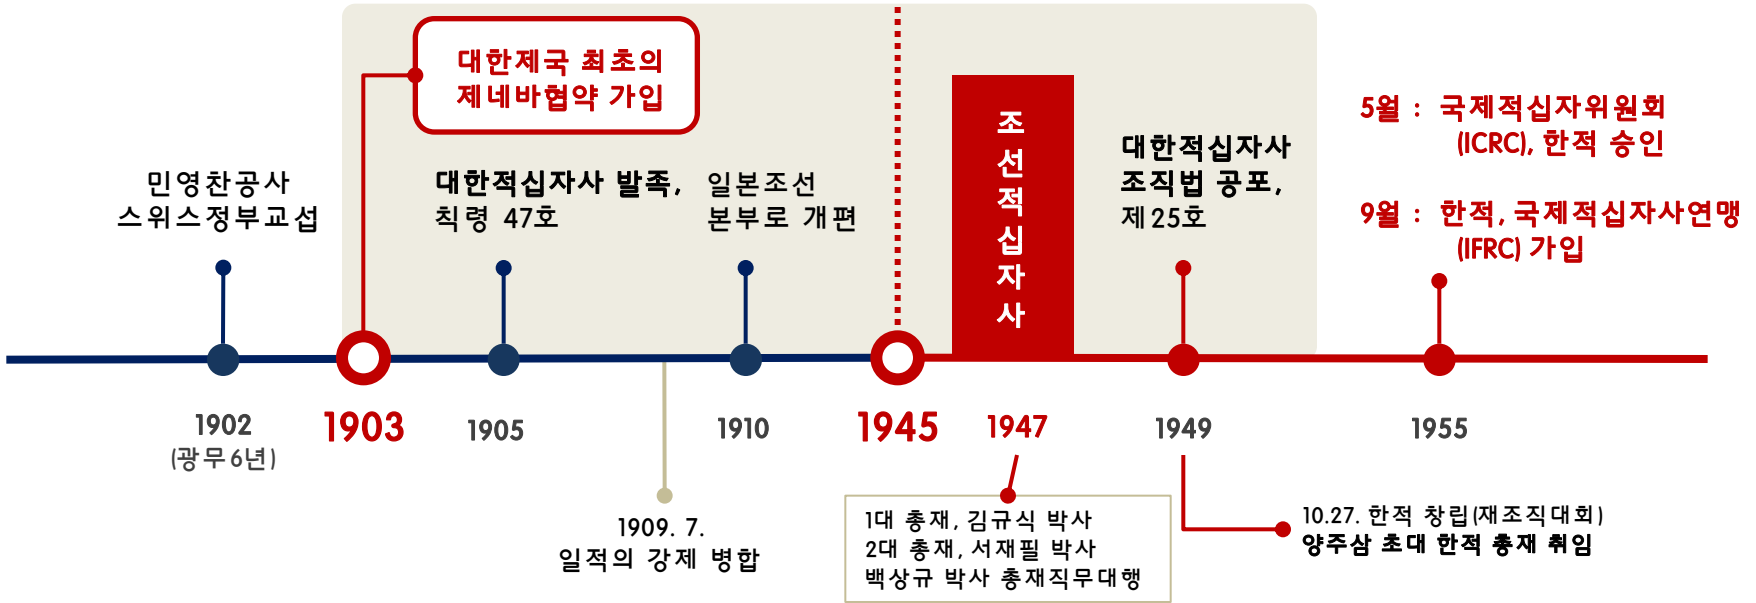 대한제국 최초의
제네바협약 가입
민영찬공사
스위스정부교섭
대한적십자사 발족,
칙령 47호
일본조선
본부로 개편
조선적십자사
대한적십자사
조직법 공포,
제25호
5월 : 국제적십자위원회
(ICRC), 한적 승인
9월 : 한적, 국제적십자사연맹
(IFRC) 가입
1902
(광무6년)
1903
1905
1910
1945
1947
1949
1955
1909. 7.
일적의 강제 병합
1대 총재, 김규식 박사
2대 총재, 서재필 박사
백상규 박사 총재직무대행
10.27. 한적 창립(재조직대회)
양주삼 초대 한적 총재 취임